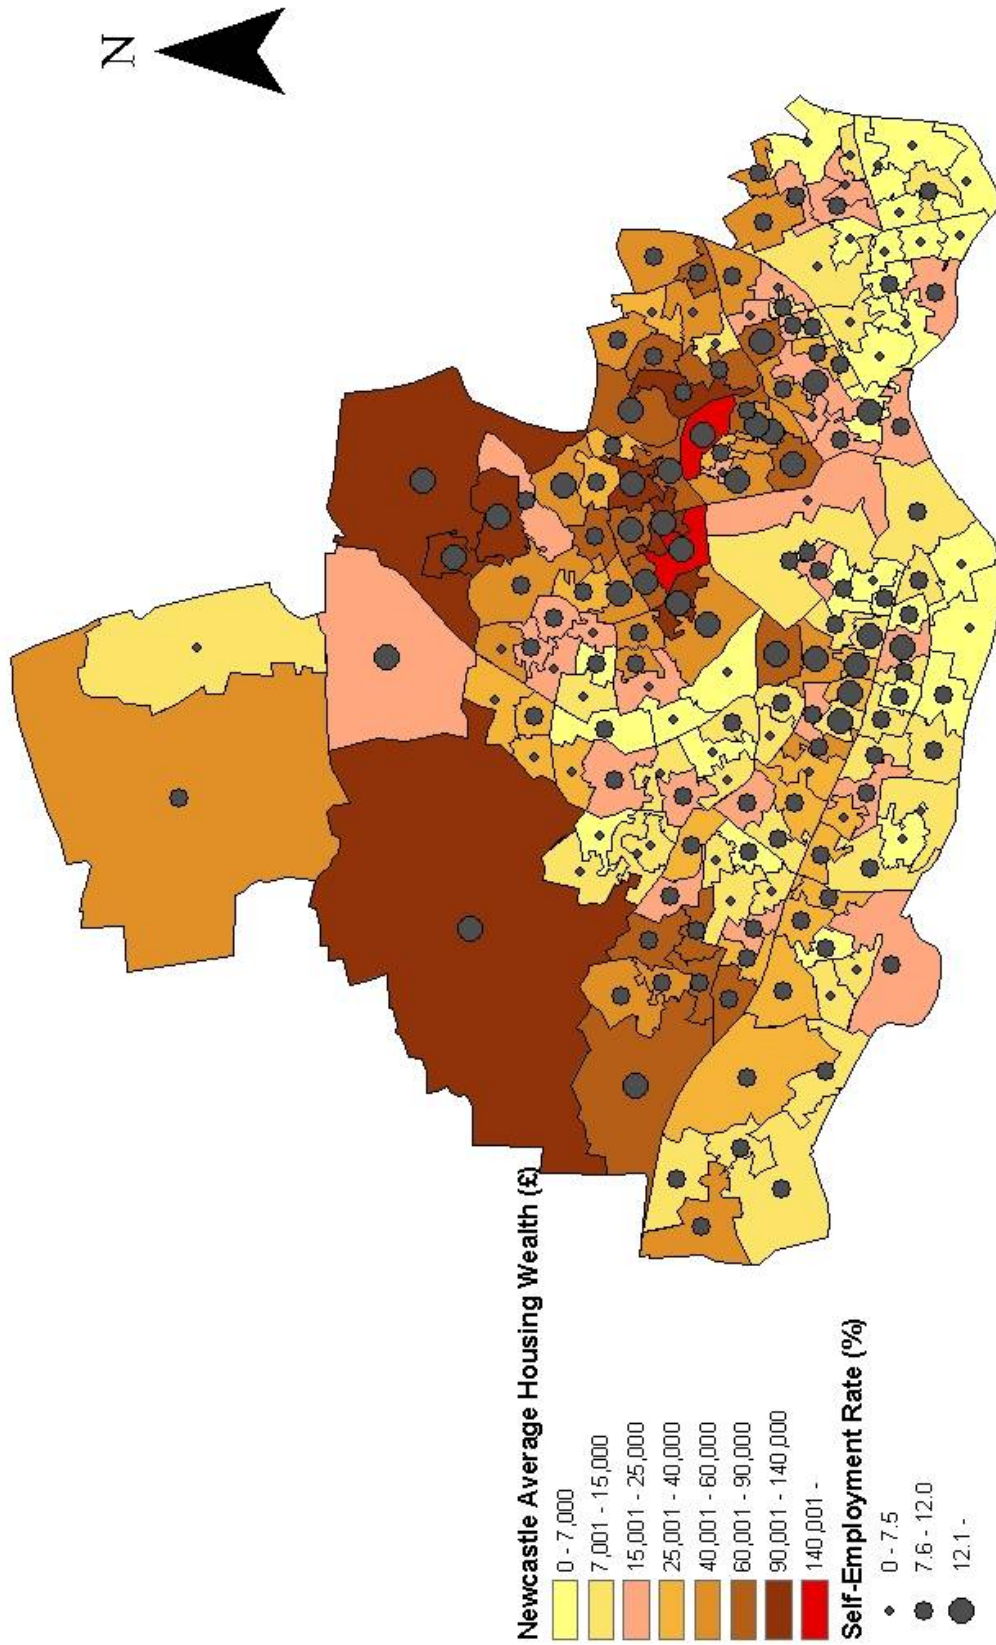 N
Newcastle Average Housing Wealth (£)
0 - 7,000
7,001 - 15,000
15,001 - 25,000
25,001 - 40,000
40,001 - 60,000
60,001 - 90,000
90,001 - 140,000
140,001 -
Self-Employment Rate (%)
0 - 7.5
7.6 - 12.0
12.1 -